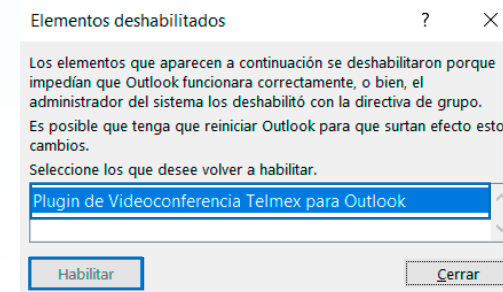 Elementos deshabilitados ? ×
Los elementos que aparecen a continuación se deshabilitaron porque
impedían que Outlook funcionara correctamente, o bien, el
administrador del sistema los deshabilitó con la directiva de grupo.
Es posible que tenga que reiniciar Outlook para que surtan efecto esto
cambios.
Seleccione los que desee volver a habilitar.
Plugin de Videoconferencia Telmex para Outlook
Habilitar Cerrar